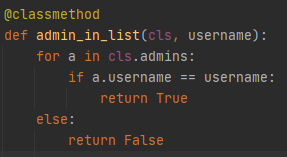 @classmethod
def admin_in_list(cls, username):
    for a in cls.admins:
        if a.username == username:
            return True
    else:
        return False